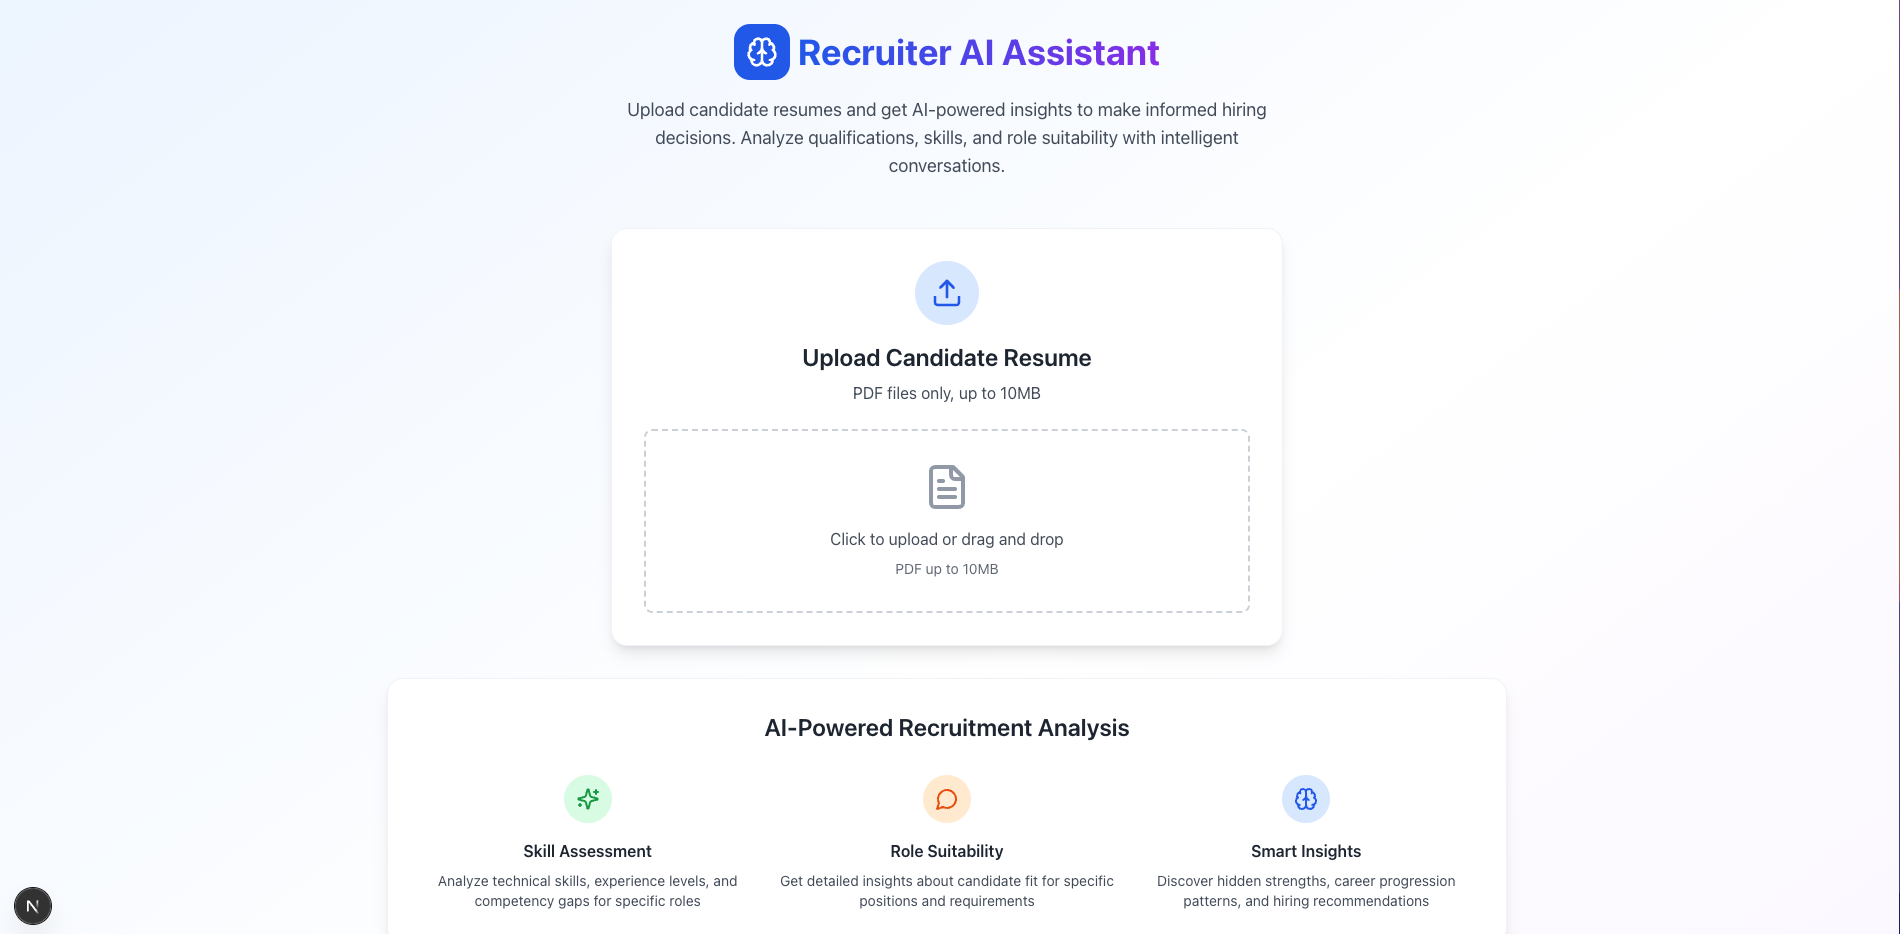 Recruiter AI Assistant
Upload candidate resumes and get AI-powered insights to make informed hiring
decisions. Analyze qualifications, skills, and role suitability with intelligent
conversations.
Upload Candidate Resume
PDF files only, up to 10MB
Click to upload or drag and drop
PDF up to 10MB
AI-Powered Recruitment Analysis
Skill Assessment
Analyze technical skills, experience levels, and
competency gaps for specific roles
Role Suitability
Get detailed insights about candidate fit for specific
positions and requirements
Smart Insights
Discover hidden strengths, career progression
patterns, and hiring recommendations
N